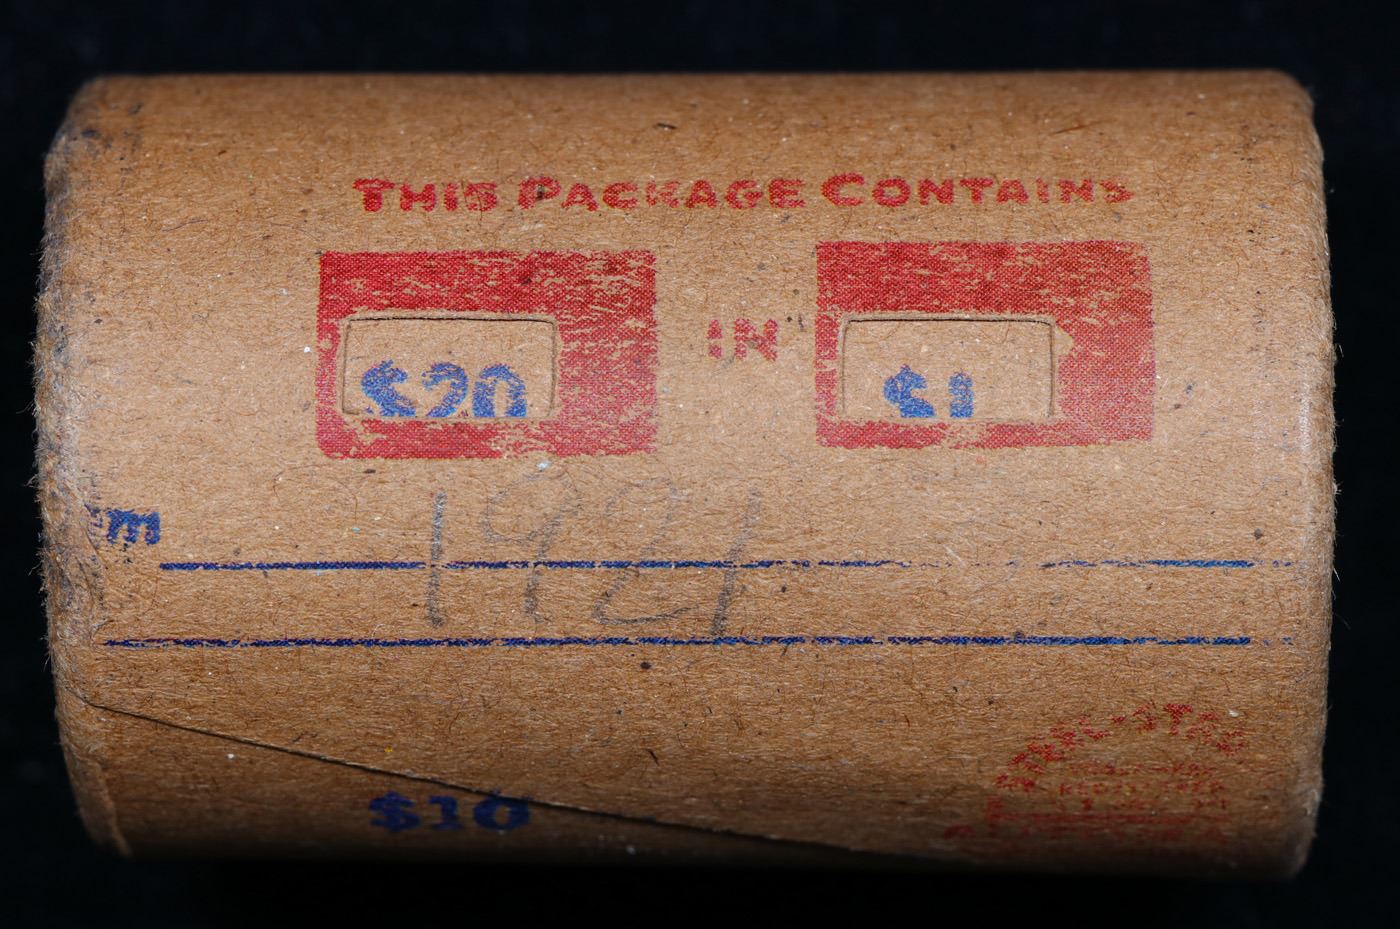 THIS PACKAGE CONTAINS
$20 IN $1
m
1921
$10